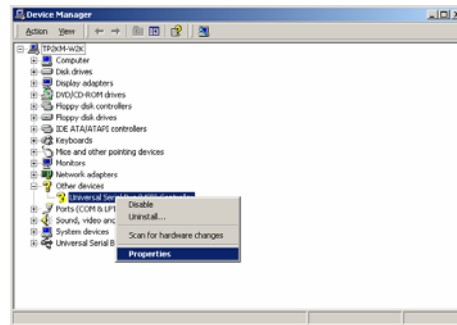 Device Manager
Action View
TP2KM-W2K
Computer
Disk drives
Display adapters
DVD/CD-ROM drives
Floppy disk controllers
Floppy disk drives
IDE ATA/ATAPI controllers
Keyboards
Mice and other pointing devices
Monitors
Network adapters
Other devices
Universal Serial
Ports (COM & LPT
Sound, video and
System devices
Universal Serial B
Disable
Uninstall...
Scan for hardware changes
Properties